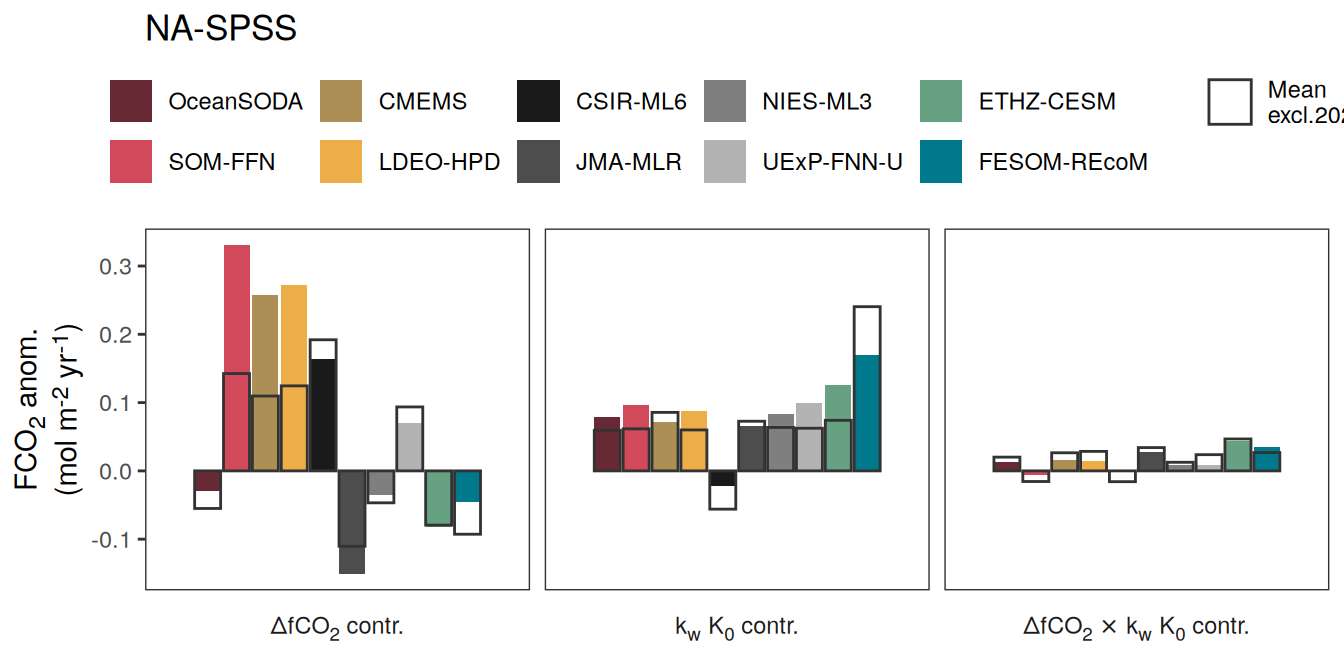 NA-SPSS
OceanSODA CMEMS CSIR-ML6 NIES-ML3 ETHZ-CESM Mean
excl.202
SOM-FFN LDEO-HPD JMA-MLR UExP-FNN-U FESOM-REcoM
FCO2 anom.
(mol m-2 yr-1)
0.3
0.2
0.1
0.0
-0.1
ΔfCO2 contr. kw K0 contr. ΔfCO2 × kw K0 contr.